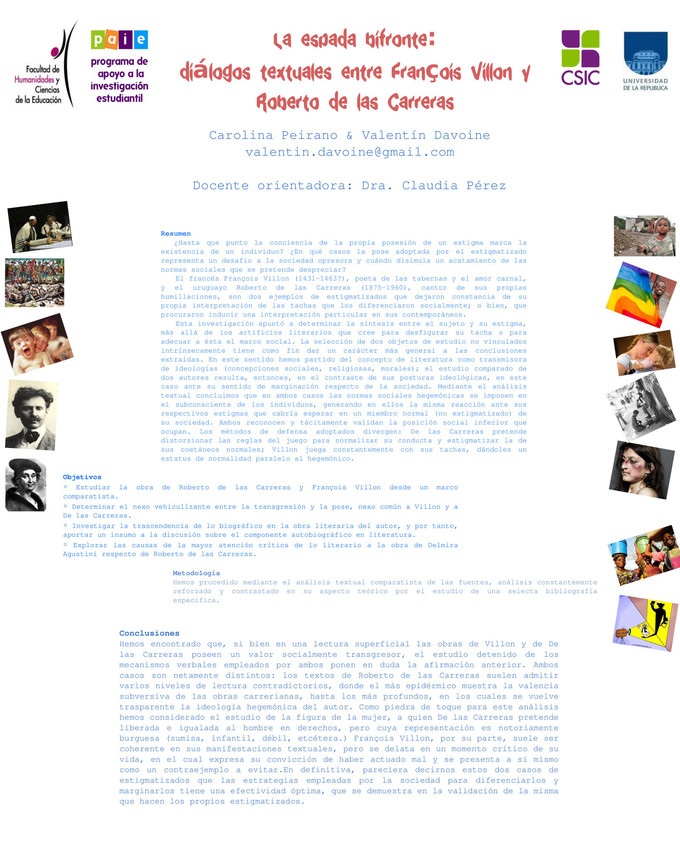 Facultad de
Humanidades y
Ciencias
de la Educación
paie
programa de
apoyo a la
investigación
estudiantil
La espada bifronte:
diálogos textuales entre François Villon y
Roberto de las Carreras
CSIC
UNIVERSIDAD
DE LA REPUBLICA
Carolina Peirano & Valentín Davoine
valentin.davoine@gmail.com
Docente orientadora: Dra. Claudia Pérez
Resumen
¿Hasta que punto la conciencia de la propia posesión de un estigma marca la
existencia de un individuo? ¿En qué casos la pose adoptada por el estigmatizado
representa un desafío a la sociedad opresora y cuándo disimula un acatamiento de las
normas sociales que se pretende despreciar?
El francés François Villon (1431-1463?), poeta de las tabernas y el amor carnal,
y el uruguayo Roberto de las Carreras (1875-1960), cantor de sus propias
humillaciones, son dos ejemplos de estigmatizados que dejaron constancia de su
propia interpretación de las tachas que los diferenciaron socialmente; o bien, que
procuraron inducir una interpretación particular en sus contemporáneos.
Esta investigación apuntó a determinar la síntesis entre el sujeto y su estigma,
más allá de los artificios literarios que cree para desfigurar su tacha o para
adecuar a ésta el marco social. La selección de dos objetos de estudio no vinculados
intrínsecamente tiene como fin dar un carácter más general a las conclusiones
extraídas. En este sentido hemos partido del concepto de literatura como transmisora
de ideologías (concepciones sociales, religiosas, morales); el estudio comparado de
dos autores resulta, entonces, en el contraste de sus posturas ideológicas, en este
caso ante su sentido de marginación respecto de la sociedad. Mediante el análisis
textual concluimos que en ambos casos las normas sociales hegemónicas se imponen en
el subconsciente de los individuos, generando en ellos la misma reacción ante sus
respectivos estigmas que cabría esperar en un miembro normal (no estigmatizado) de
su sociedad. Ambos reconocen y tácitamente validan la posición social inferior que
ocupan. Los métodos de defensa adoptados divergen: De las Carreras pretende
distorsionar las reglas del juego para normalizar su conducta y estigmatizar la de
sus coetáneos normales; Villon juega constantemente con sus tachas, dándoles un
estatus de normalidad paralelo al hegemónico.
Objetivos
º Estudiar la obra de Roberto de las Carreras y François Villon desde un marco
comparatista.
º Determinar el nexo vehiculizante entre la transgresión y la pose, nexo común a Villon y a
De las Carreras.
º Investigar la trascendencia de lo biográfico en la obra literaria del autor, y por tanto,
aportar un insumo a la discusión sobre el componente autobiográfico en literatura.
º Explorar las causas de la mayor atención crítica de lo literario a la obra de Delmira
Agustini respecto de Roberto de las Carreras.
Metodología
Hemos procedido mediante el análisis textual comparatista de las fuentes, análisis constantemente
reforzado y contrastado en su aspecto teórico por el estudio de una selecta bibliografía
específica.
Conclusiones
Hemos encontrado que, si bien en una lectura superficial las obras de Villon y de De
las Carreras poseen un valor socialmente transgresor, el estudio detenido de los
mecanismos verbales empleados por ambos ponen en duda la afirmación anterior. Ambos
casos son netamente distintos: los textos de Roberto de las Carreras suelen admitir
varios niveles de lectura contradictorios, donde el más epidérmico muestra la valencia
subversiva de las obras carrerianas, hasta los más profundos, en los cuales se vuelve
trasparente la ideología hegemónica del autor. Como piedra de toque para este análisis
hemos considerado el estudio de la figura de la mujer, a quien De las Carreras pretende
liberada e igualada al hombre en derechos, pero cuya representación es notoriamente
burguesa (sumisa, infantil, débil, etcétera.) François Villon, por su parte, suele ser
coherente en sus manifestaciones textuales, pero se delata en un momento crítico de su
vida, en el cual expresa su convicción de haber actuado mal y se presenta a sí mismo
como un contraejemplo a evitar.En definitiva, pareciera decirnos estos dos casos de
estigmatizados que las estrategias empleadas por la sociedad para diferenciarlos y
marginarlos tiene una efectividad óptima, que se demuestra en la validación de la misma
que hacen los propios estigmatizados.